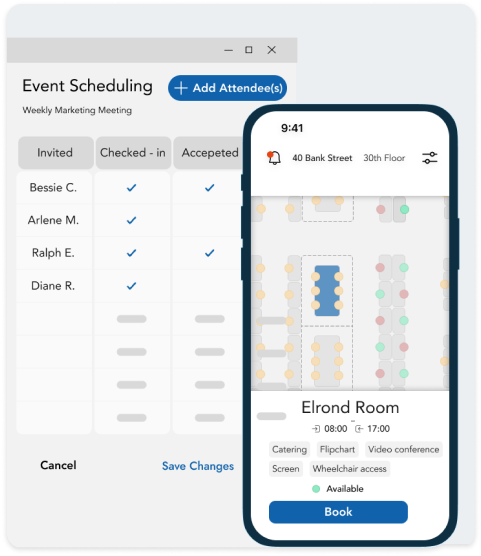 Event Scheduling
+ Add Attendee(s)
Weekly Marketing Meeting
Invited
Checked - in
Accepeted
Bessie C.
Arlene M.
Ralph E.
Diane R.
Cancel
Save Changes
9:41
40 Bank Street
30th Floor
Elrond Room
08:00 – 17:00
Catering
Flipchart
Video conference
Screen
Wheelchair access
Available
Book